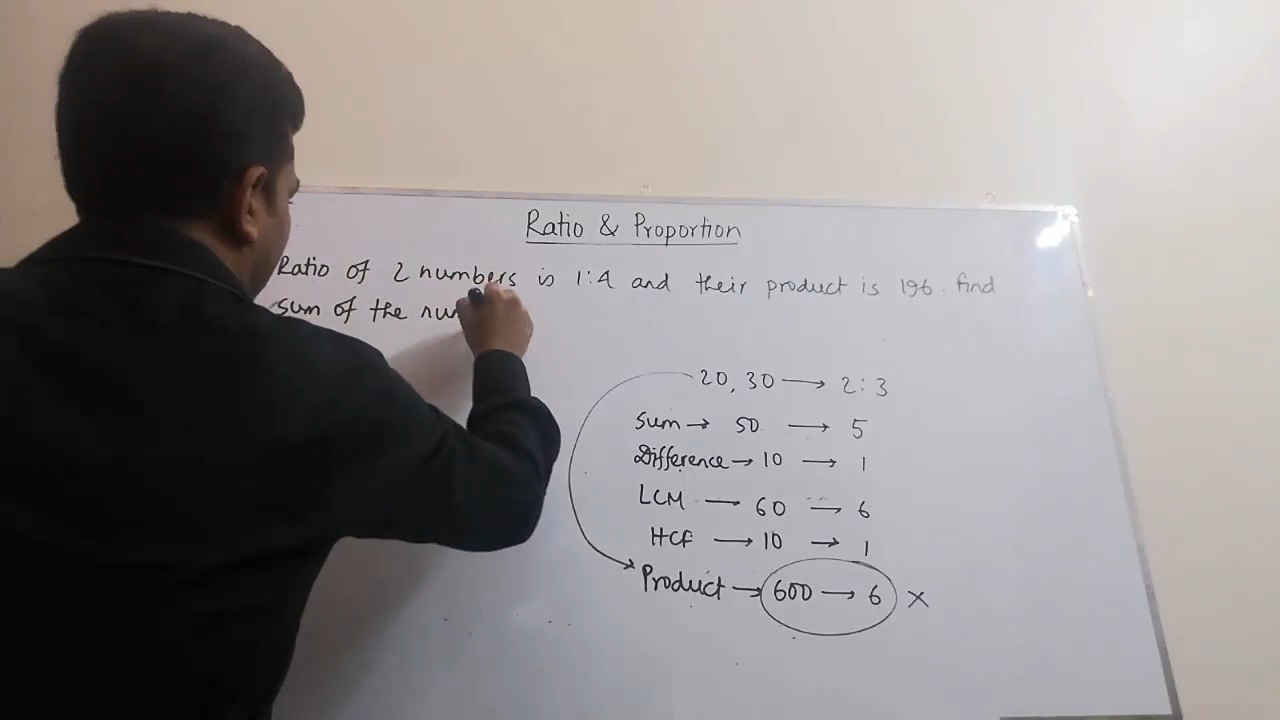 Ratio & Proportion
Ratio of 2 numbers is 1:4 and their product is 196. find
sum of the num
20, 30 → 2:3
Sum → 50 → 5
Difference → 10 → 1
LCM → 60 → 6
HCF → 10 → 1
Product → 600 → 6 ×